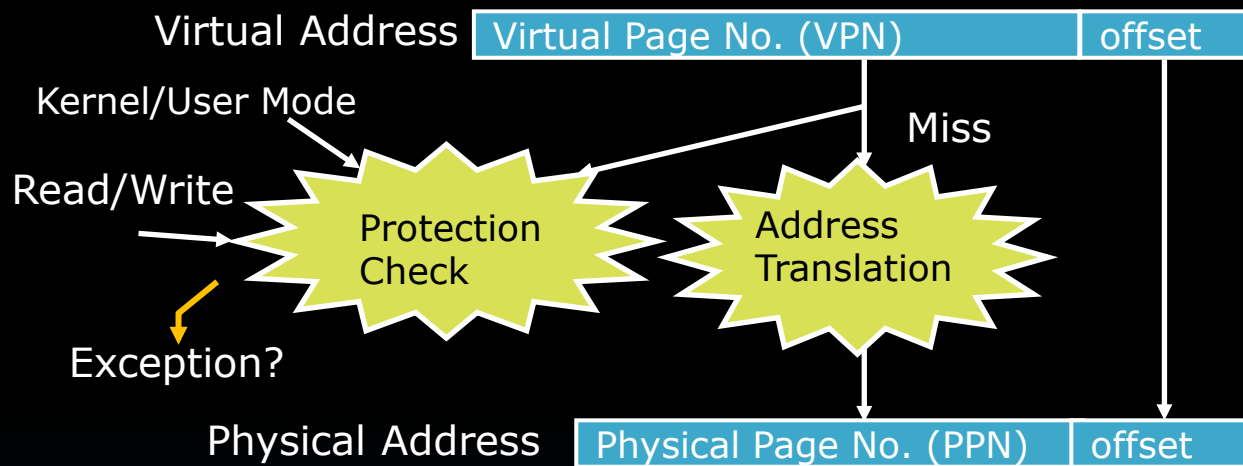 Virtual Address
Virtual Page No. (VPN)
offset
Kernel/User Mode
Miss
Read/Write
Protection
Check
Address
Translation
Exception?
Physical Address
Physical Page No. (PPN)
offset